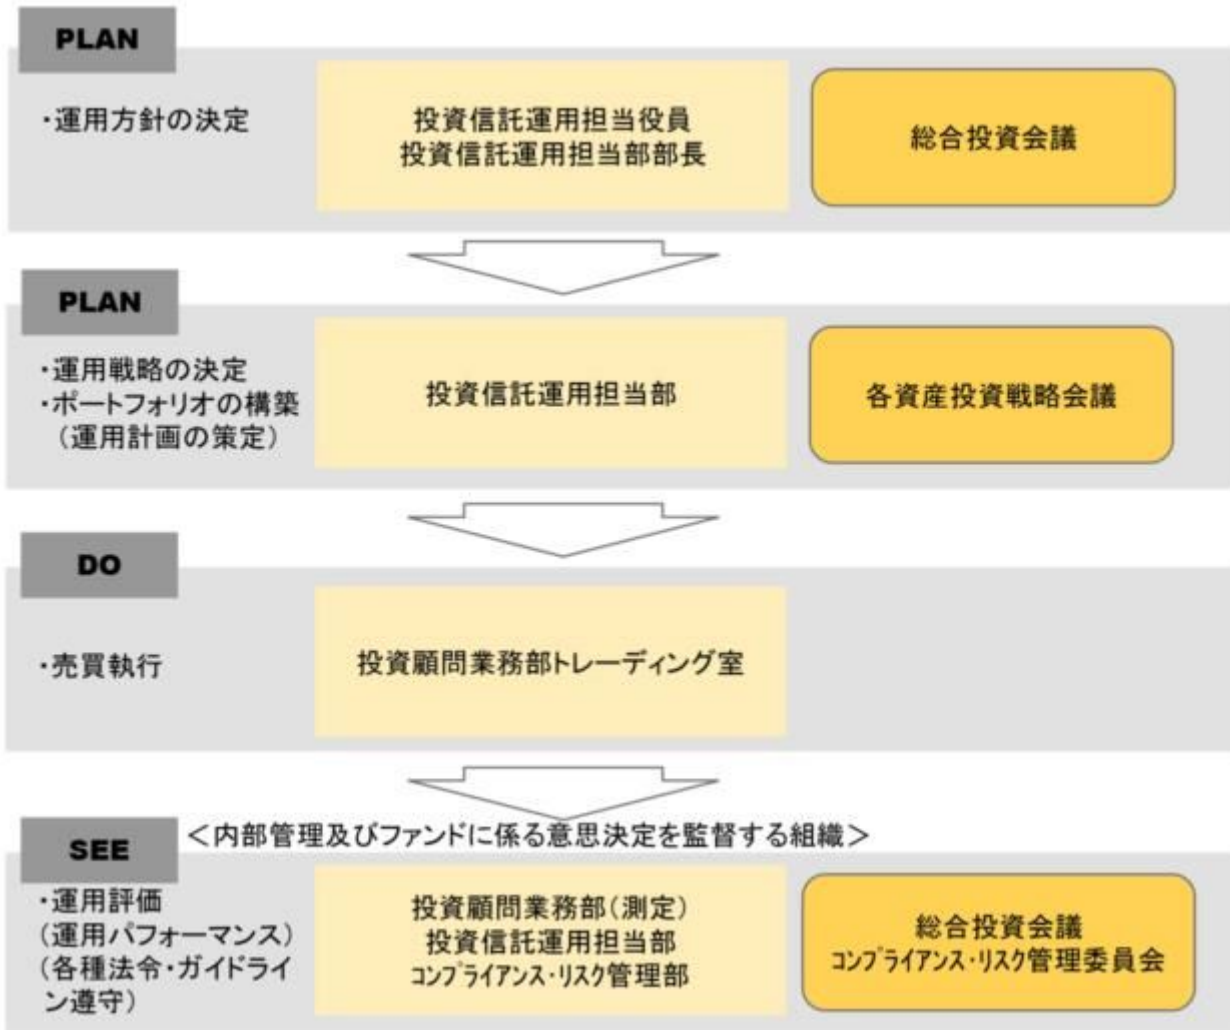 PLAN
・運用方針の決定
投資信託運用担当役員
投資信託運用担当部部長
総合投資会議
PLAN
・運用戦略の決定
・ポートフォリオの構築
（運用計画の策定）
投資信託運用担当部
各資産投資戦略会議
DO
・売買執行
投資顧問業務部トレーディング室
＜内部管理及びファンドに係る意思決定を監督する組織＞
SEE
・運用評価
(運用パフォーマンス)
(各種法令・ガイドライ
ン遵守)
投資顧問業務部(測定)
投資信託運用担当部
ｺﾝﾌﾟﾗｲｱﾝｽ・ﾘｽｸ管理部
総合投資会議
ｺﾝﾌﾟﾗｲｱﾝｽ・ﾘｽｸ管理委員会